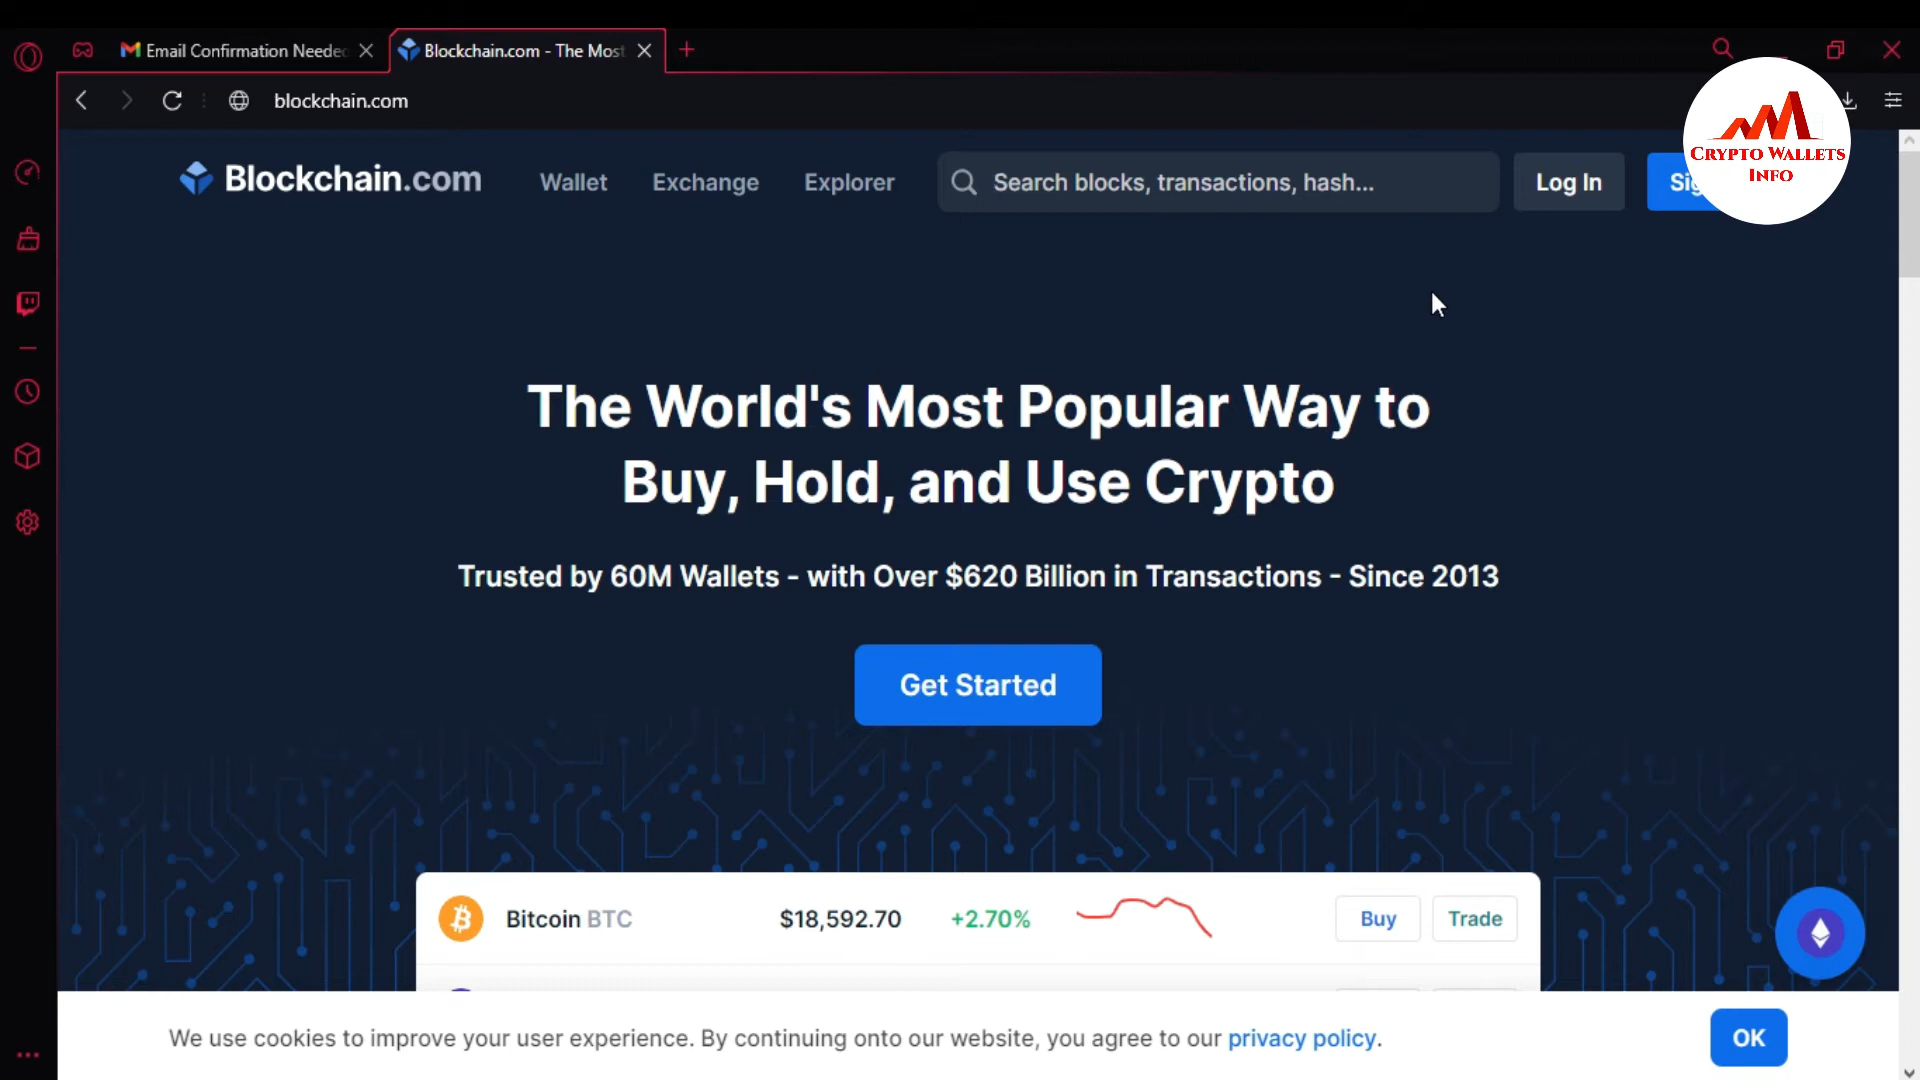 Email Confirmation Neede
Blockchain.com - The Most
blockchain.com
CRYPTO WALLETS
INFO
Blockchain.com
Wallet
Exchange
Explorer
Search blocks, transactions, hash...
Log In
The World's Most Popular Way to
Buy, Hold, and Use Crypto
Trusted by 60M Wallets - with Over $620 Billion in Transactions - Since 2013
Get Started
Bitcoin BTC
$18,592.70
+2.70%
Buy
Trade
We use cookies to improve your user experience. By continuing onto our website, you agree to our privacy policy.
OK